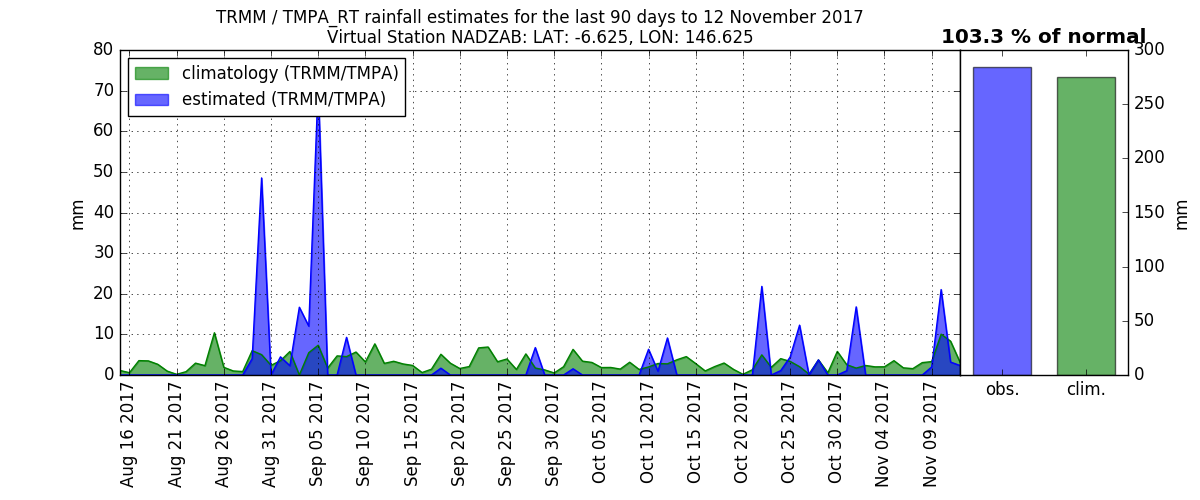 TRMM / TMPA_RT rainfall estimates for the last 90 days to 12 November 2017
Virtual Station NADZAB: LAT: -6.625, LON: 146.625
103.3 % of normal
climatology (TRMM/TMPA)
estimated (TRMM/TMPA)
mm
80
70
60
50
40
30
20
10
0
Aug 16 2017
Aug 21 2017
Aug 26 2017
Aug 31 2017
Sep 05 2017
Sep 10 2017
Sep 15 2017
Sep 20 2017
Sep 25 2017
Sep 30 2017
Oct 05 2017
Oct 10 2017
Oct 15 2017
Oct 20 2017
Oct 25 2017
Oct 30 2017
Nov 04 2017
Nov 09 2017
300
250
200
150
100
50
0
mm
obs.
clim.